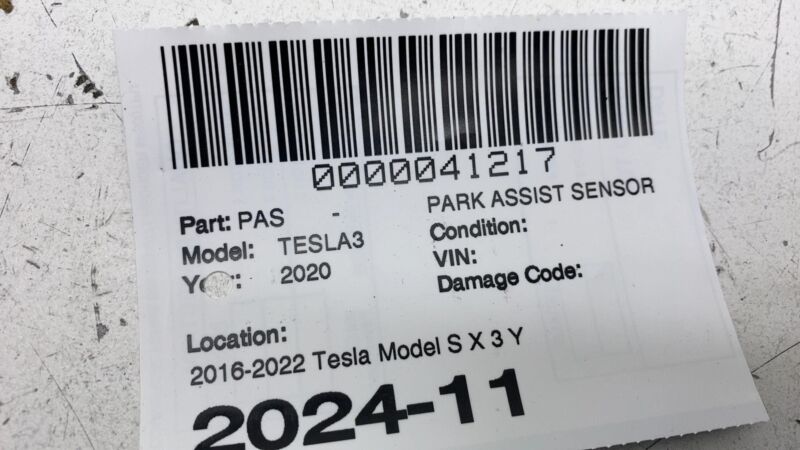 0000041217
Part: PAS - PARK ASSIST SENSOR
Model: TESLA3 Condition:
2020 VIN:
Damage Code:
Location:
2016-2022 Tesla Model S X 3 Y
2024-11